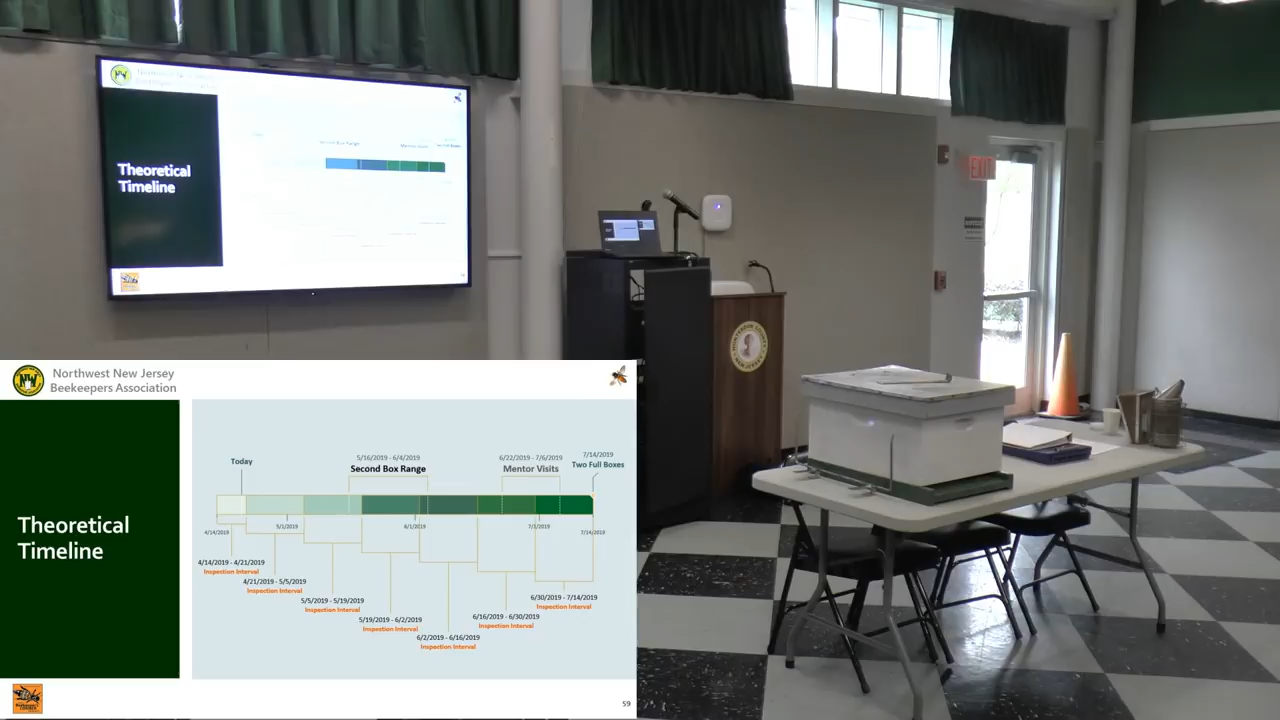 Theoretical
Timeline
EXIT
Northwest New Jersey
Beekeepers Association
Theoretical
Timeline
Today
5/16/2019 - 6/4/2019
Second Box Range
6/22/2019 - 7/6/2019
Mentor Visits
7/14/2019
Two Full Boxes
4/14/2019
5/1/2019
6/1/2019
7/1/2019
7/14/2019
4/14/2019 - 4/21/2019
Inspection Interval
4/21/2019 - 5/5/2019
Inspection Interval
5/5/2019 - 5/19/2019
Inspection Interval
5/19/2019 - 6/2/2019
Inspection Interval
6/2/2019 - 6/16/2019
Inspection Interval
6/16/2019 - 6/30/2019
Inspection Interval
6/30/2019 - 7/14/2019
Inspection Interval
59